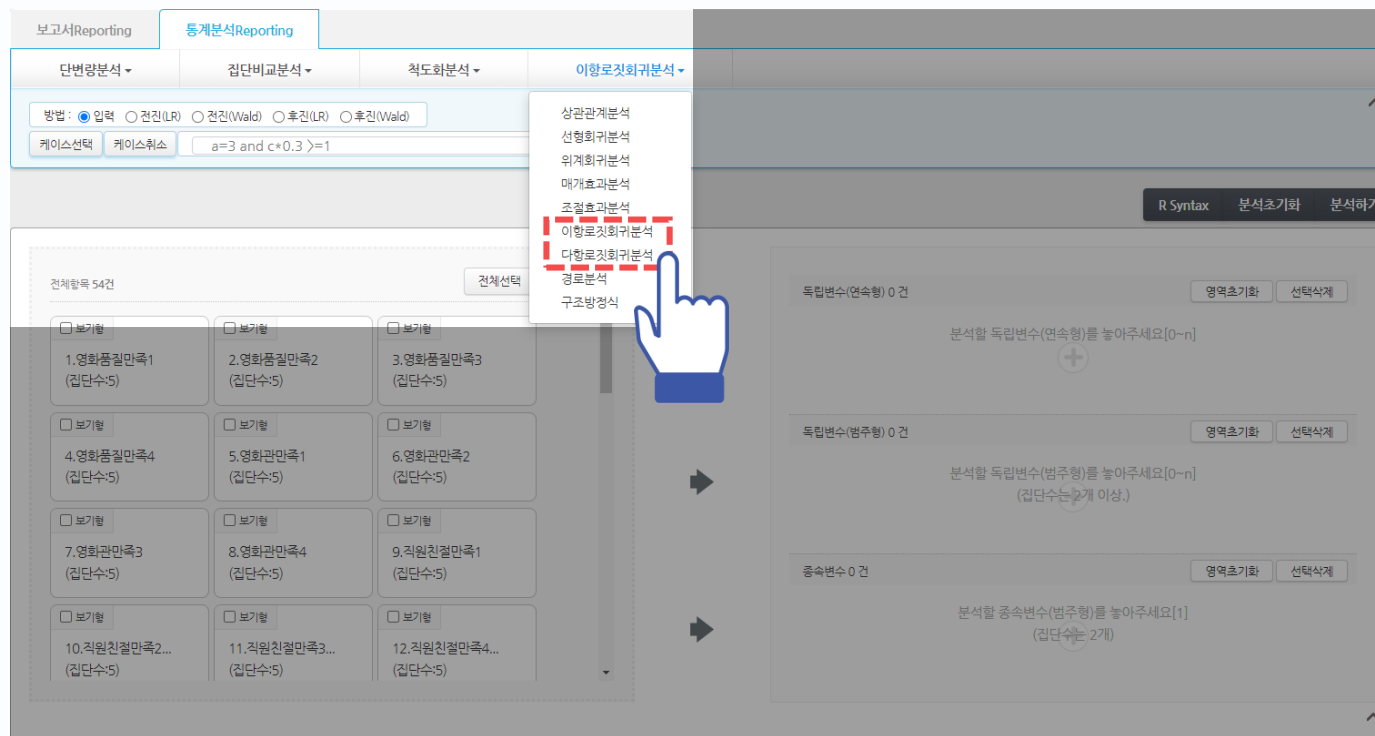 보고서Reporting
통계분석Reporting
단변량분석
집단비교분석
척도화분석
이항로짓회귀분석
방법 : 입력 전진(LR) 전진(Wald) 후진(LR) 후진(Wald)
케이스선택 케이스취소 a=3 and c*0.3 >=1
상관관계분석
선형회귀분석
위계회귀분석
매개효과분석
조절효과분석
이항로짓회귀분석
다항로짓회귀분석
경로분석
구조방정식
R Syntax 분석초기화 분석하기
전체항목 54건 전체선택
보기형
1.영화품질만족1
(집단수:5)
보기형
2.영화품질만족2
(집단수:5)
보기형
3.영화품질만족3
(집단수:5)
보기형
4.영화품질만족4
(집단수:5)
보기형
5.영화관만족1
(집단수:5)
보기형
6.영화관만족2
(집단수:5)
보기형
7.영화관만족3
(집단수:5)
보기형
8.영화관만족4
(집단수:5)
보기형
9.직원친절만족1
(집단수:5)
보기형
10.직원친절만족2...
(집단수:5)
보기형
11.직원친절만족3...
(집단수:5)
보기형
12.직원친절만족4...
(집단수:5)
독립변수(연속형) 0 건 영역초기화 선택삭제
분석할 독립변수(연속형)를 놓아주세요[0~n]
독립변수(범주형) 0 건 영역초기화 선택삭제
분석할 독립변수(범주형)를 놓아주세요[0~n]
(집단수는 2개 이상.)
종속변수 0 건 영역초기화 선택삭제
분석할 종속변수(범주형)를 놓아주세요[1]
(집단수는 2개)